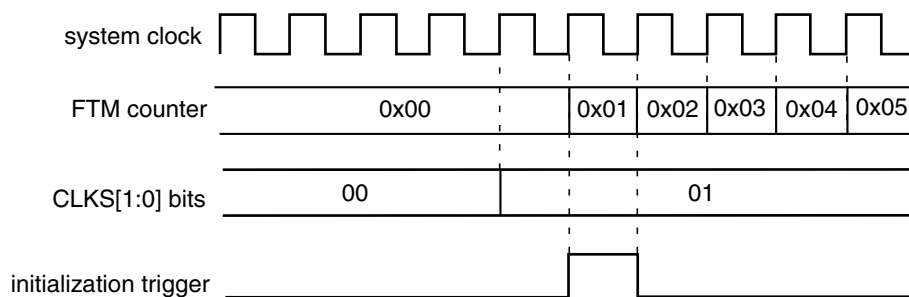 system clock
FTM counter 0x00 0x01 0x02 0x03 0x04 0x05
CLKS[1:0] bits 00 01
initialization trigger